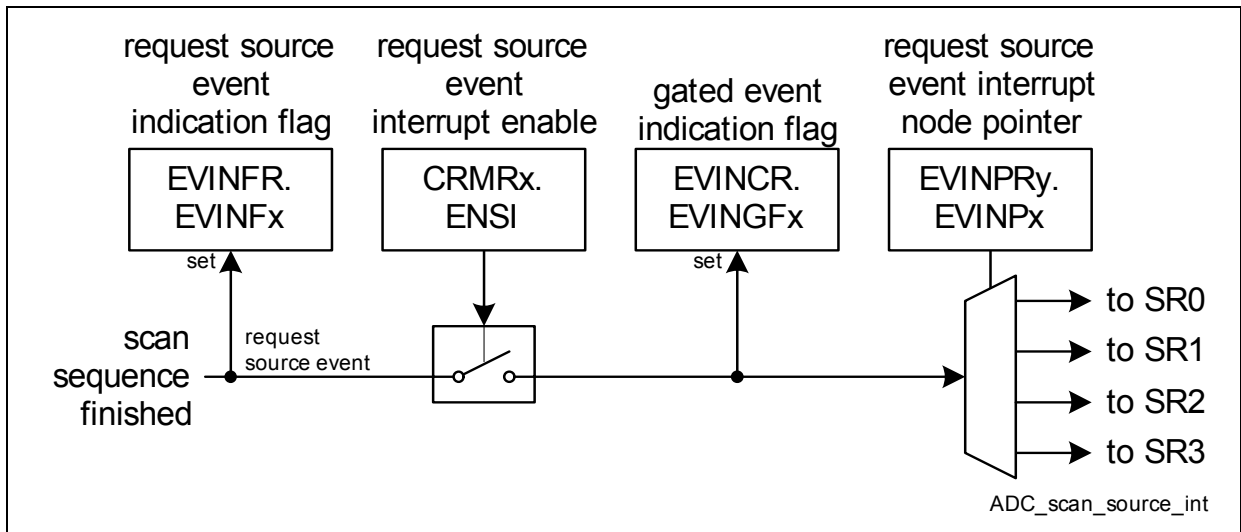 request source
event
indication flag
EVINFR.
EVINFx
request source
event
interrupt enable
CRMRx.
ENSI
gated event
indication flag
EVINCR.
EVINGFx
request source
event interrupt
node pointer
EVINPRy.
EVINPx
set
set
scan
sequence
finished
request
source event
to SR0
to SR1
to SR2
to SR3
ADC_scan_source_int